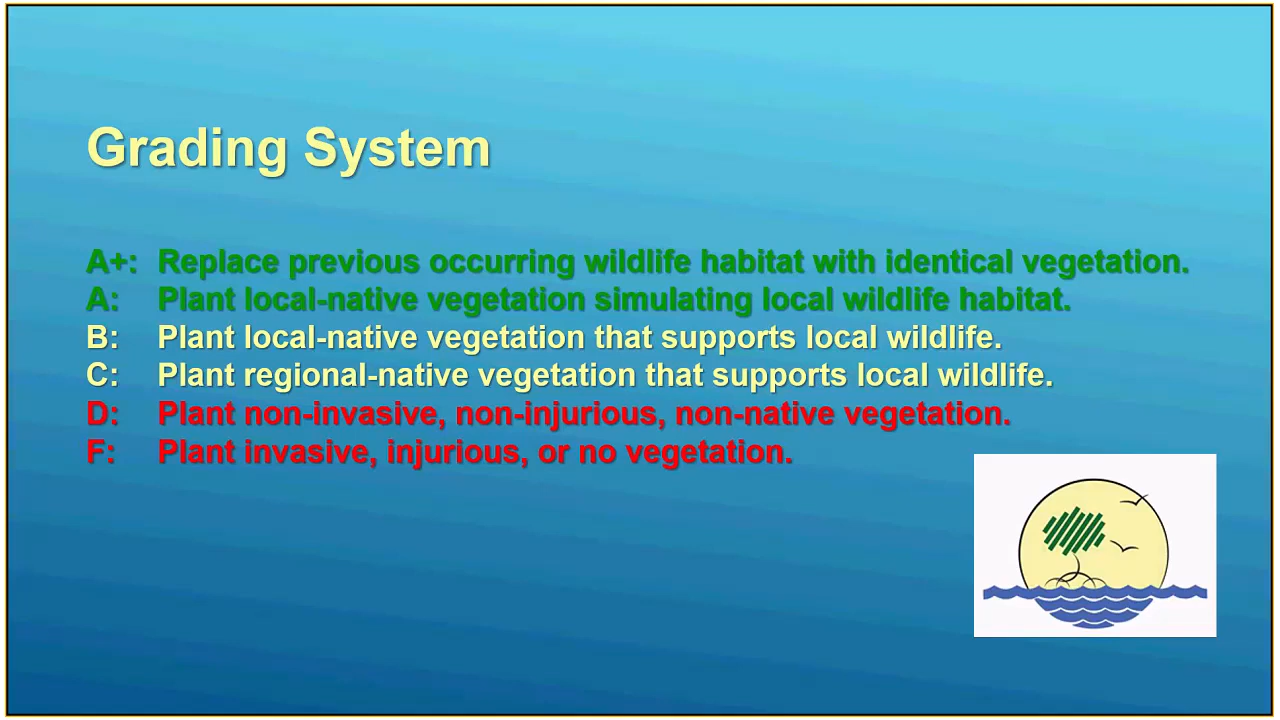 Grading System
A+: Replace previous occurring wildlife habitat with identical vegetation.
A: Plant local-native vegetation simulating local wildlife habitat.
B: Plant local-native vegetation that supports local wildlife.
C: Plant regional-native vegetation that supports local wildlife.
D: Plant non-invasive, non-injurious, non-native vegetation.
F: Plant invasive, injurious, or no vegetation.